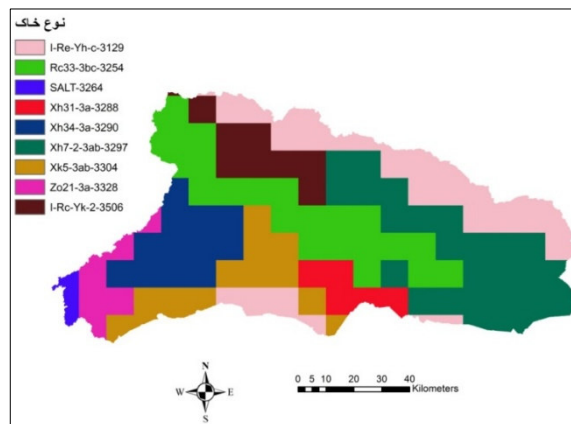 نوع خاک
I-Re-Yh-c-3129
Rc33-3bc-3254
SALT-3264
Xh31-3a-3288
Xh34-3a-3290
Xh7-2-3ab-3297
Xk5-3ab-3304
Zo21-3a-3328
I-Rc-Yk-2-3506
N
W E
S
0 5 10 20 30 40
Kilometers